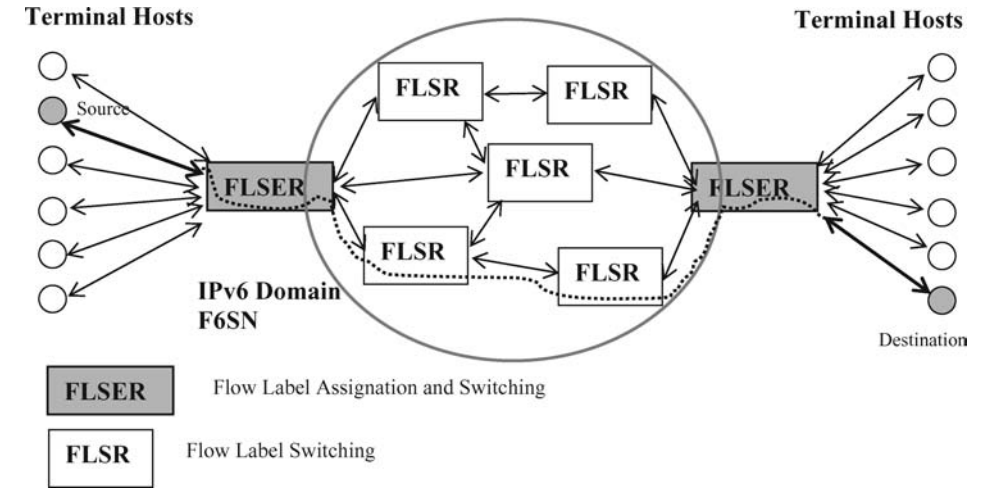 Terminal Hosts
Terminal Hosts
FLSR
FLSR
Source
FLSR
FLSER
FLSER
FLSR
FLSR
IPv6 Domain
F6SN
Destination
FLSER
Flow Label Assignation and Switching
FLSR
Flow Label Switching